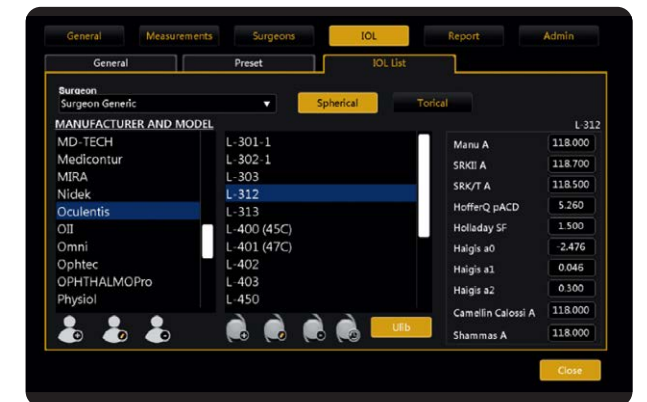 General Measurements Surgeons IOL Report Admin
General Preset IOL List
Surgeon
Surgeon Generic Spherical Torical
MANUFACTURER AND MODEL L-312
MD-TECH
Medicontur
MIRA
Nidek
Oculentis
OII
Omni
Ophtec
OPHTHALMOPro
Physiol
L-301-1
L-302-1
L-303
L-312
L-313
L-400 (45C)
L-401 (47C)
L-402
L-403
L-450
Manu A 118.000
SRKII A 118.700
SRK/T A 118.500
HofferQ pACD 5.260
Holladay SF 1.500
Haigis a0 -2.476
Haigis a1 0.046
Haigis a2 0.300
Camellin Calossi A 118.000
Shammas A 118.000
Ulib
Close